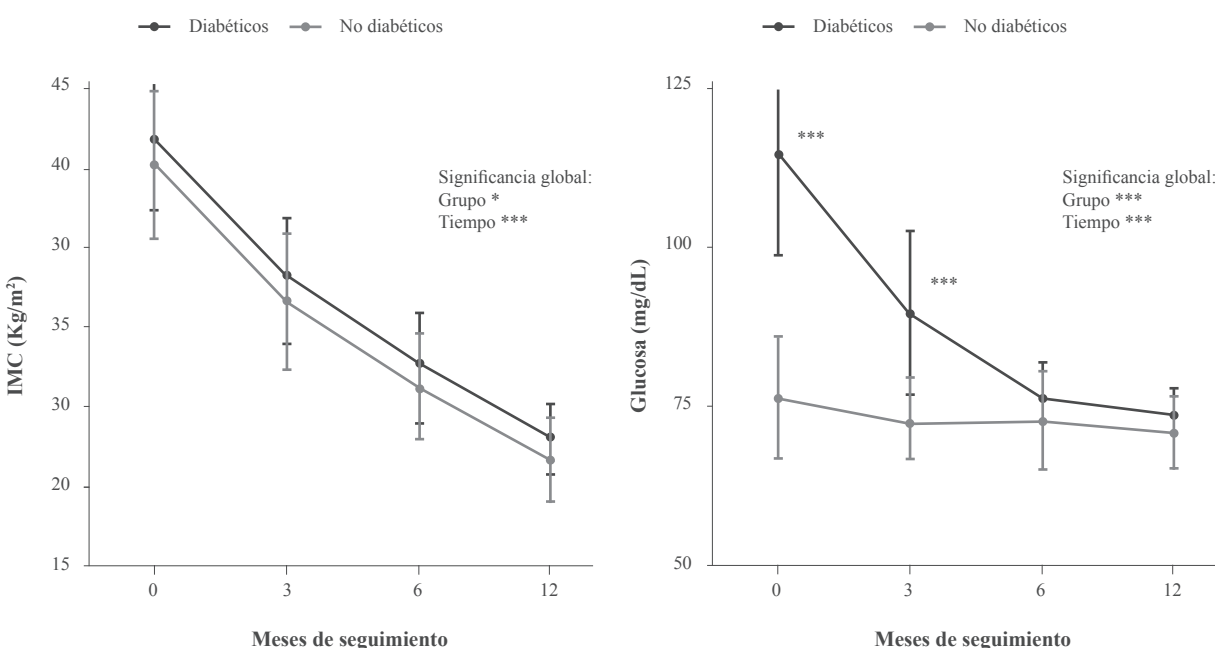 Diabéticos No diabéticos
45
40
30
35
30
20
15
IMC (Kg/m²)
Significancia global:
Grupo *
Tiempo ***
0 3 6 12
Meses de seguimiento
Diabéticos No diabéticos
125
100
75
50
Glucosa (mg/dL)
***
***
Significancia global:
Grupo ***
Tiempo ***
0 3 6 12
Meses de seguimiento